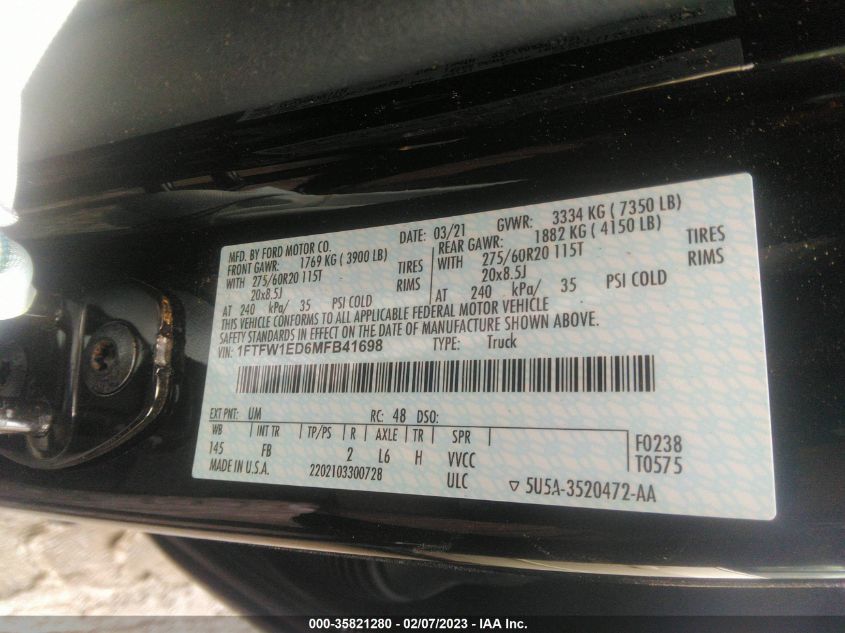 MFD. BY FORD MOTOR CO.
DATE: 03/21 GVWR: 3334 KG ( 7350 LB)
FRONT GAWR: 1769 KG ( 3900 LB) REAR GAWR: 1882 KG ( 4150 LB)
WITH 275/60R20 115T TIRES WITH 275/60R20 115T TIRES
20x8.5J RIMS 20x8.5J RIMS
AT 240 kPa/ 35 PSI COLD AT 240 kPa/ 35 PSI COLD
THIS VEHICLE CONFORMS TO ALL APPLICABLE FEDERAL MOTOR VEHICLE
SAFETY STANDARDS IN EFFECT ON THE DATE OF MANUFACTURE SHOWN ABOVE.
VIN: 1FTFW1ED6MFB41698 TYPE: Truck
EXT PNT: UM RC: 48 DSO:
WB INT TR TP/PS R AXLE TR SPR
145 FB 2 L6 H VVCC
F0238
T0575
MADE IN U.S.A. 2202103300728 ULC ▽ 5U5A-3520472-AA
000-35821280 - 02/07/2023 - IAA Inc.